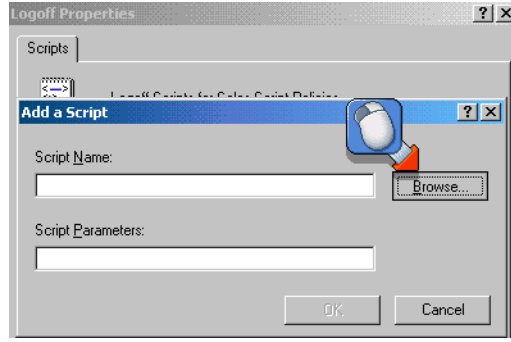 Logoff Properties
Scripts
Add a Script
Script Name:
Browse...
Script Parameters:
OK
Cancel